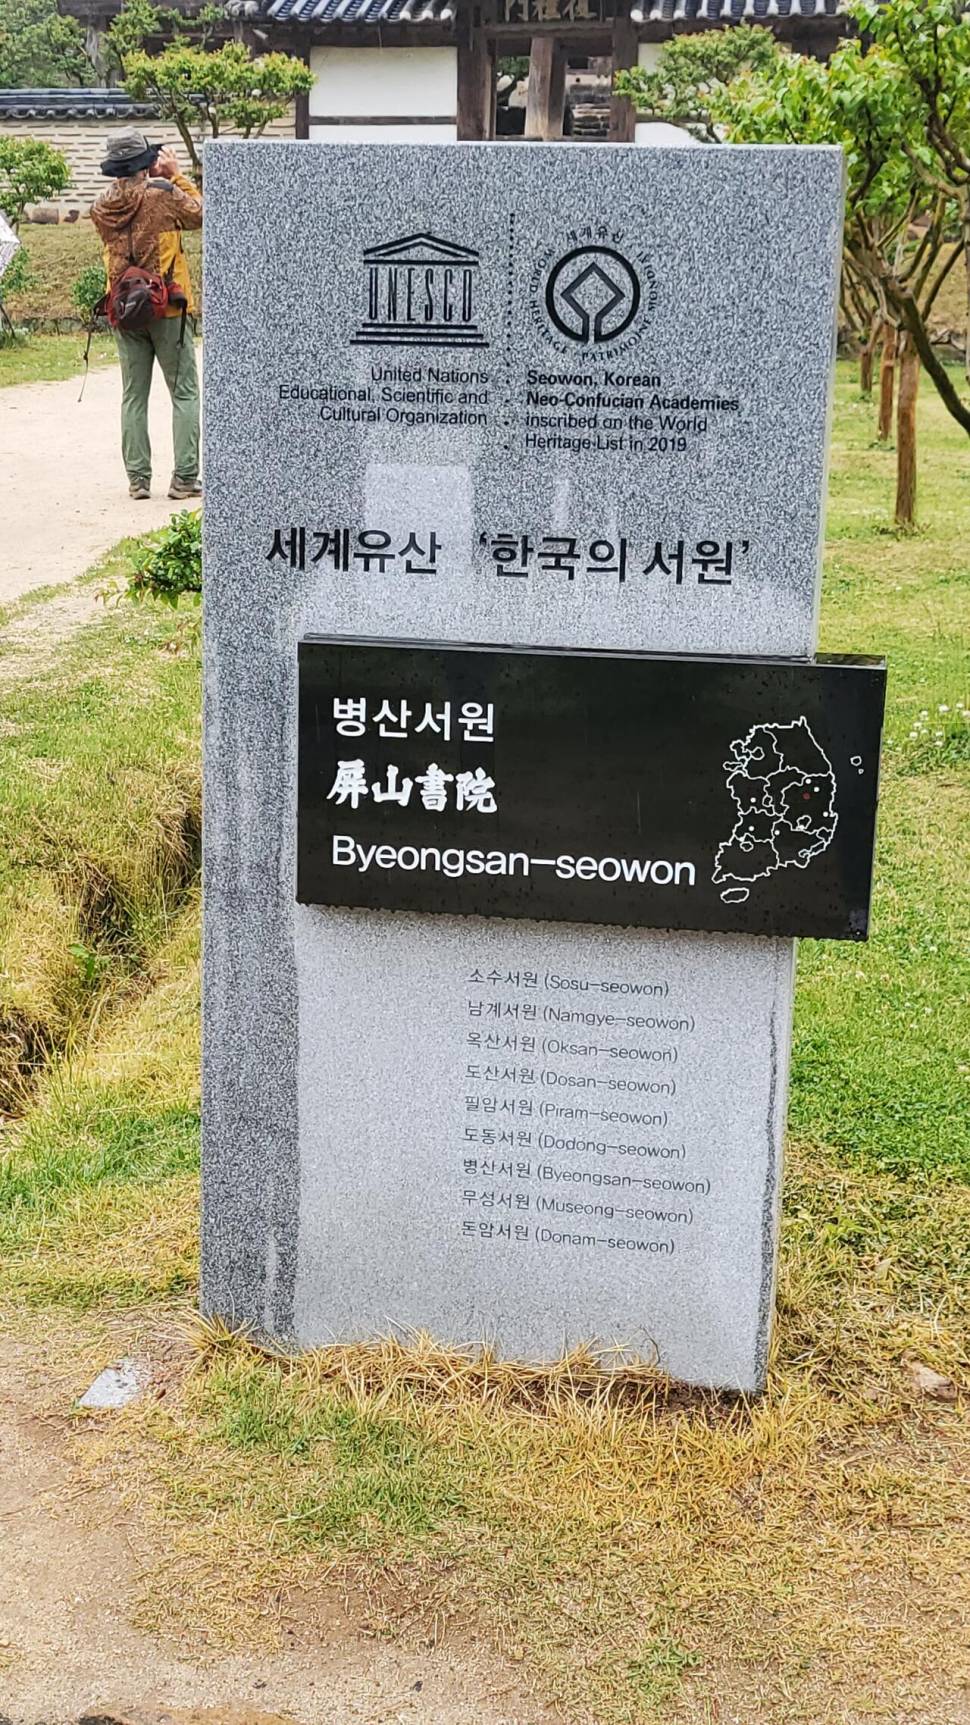 復禮門
UNESCO
세계유산
WORLD HERITAGE · PATRIMOINE MONDIAL
United Nations
Educational, Scientific and
Cultural Organization
Seowon, Korean
Neo-Confucian Academies
inscribed on the World
Heritage List in 2019
세계유산 ‘한국의 서원’
병산서원
屛山書院
Byeongsan–seowon
소수서원 (Sosu–seowon)
남계서원 (Namgye–seowon)
옥산서원 (Oksan–seowon)
도산서원 (Dosan–seowon)
필암서원 (Piram–seowon)
도동서원 (Dodong–seowon)
병산서원 (Byeongsan–seowon)
무성서원 (Museong–seowon)
돈암서원 (Donam–seowon)